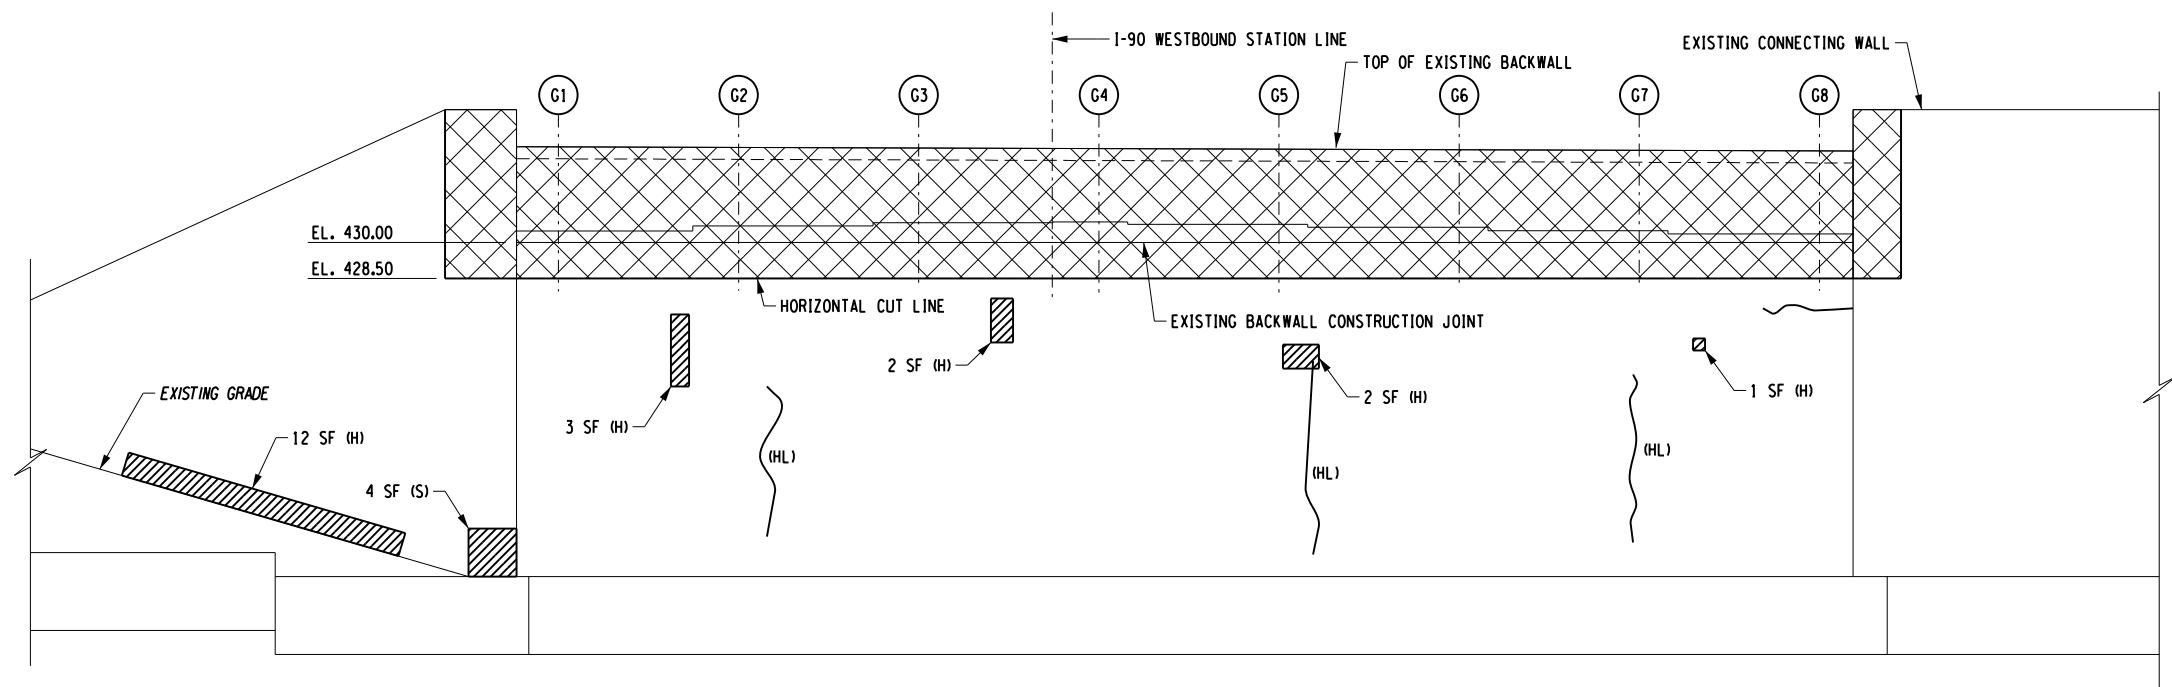 I-90 WESTBOUND STATION LINE
EXISTING CONNECTING WALL
TOP OF EXISTING BACKWALL
G1
G2
G3
G4
G5
G6
G7
G8
EL. 430.00
EL. 428.50
HORIZONTAL CUT LINE
EXISTING BACKWALL CONSTRUCTION JOINT
2 SF (H)
EXISTING GRADE
1 SF (H)
2 SF (H)
3 SF (H)
12 SF (H)
(HL)
(HL)
(HL)
4 SF (S)